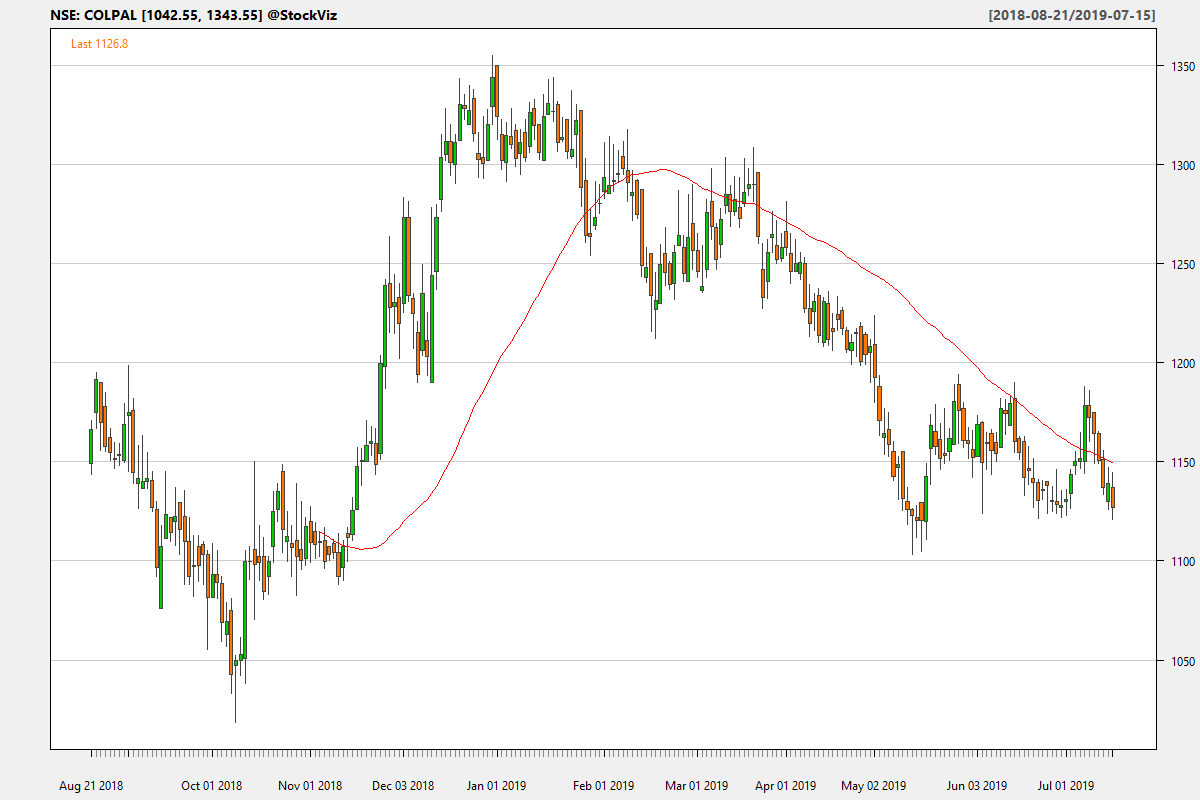 NSE: COLPAL [1042.55, 1343.55] @StockViz [2018-08-21/2019-07-15]
Last 1126.8
1350
1300
1250
1200
1150
1100
1050
Aug 21 2018 Oct 01 2018 Nov 01 2018 Dec 03 2018 Jan 01 2019 Feb 01 2019 Mar 01 2019 Apr 01 2019 May 02 2019 Jun 03 2019 Jul 01 2019